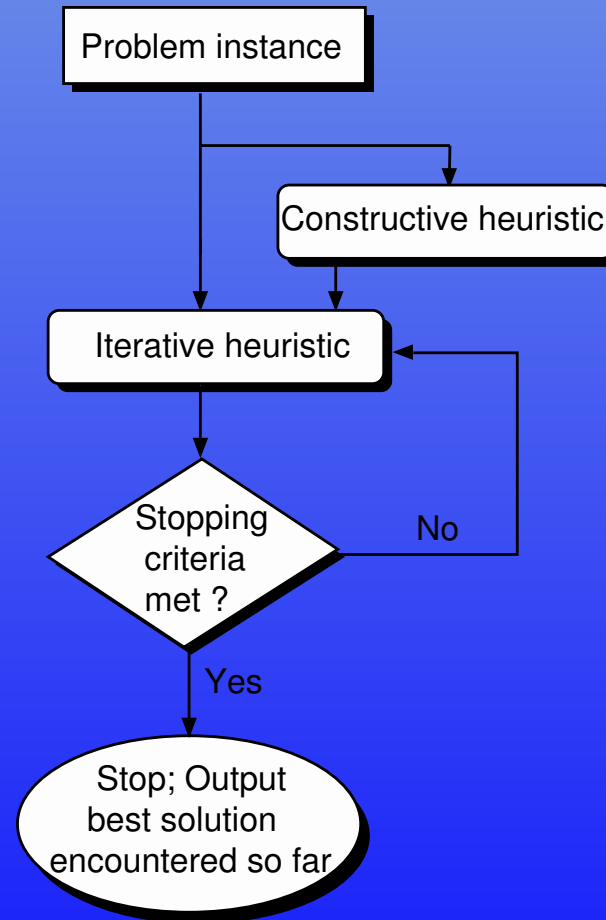 Problem instance
Constructive heuristic
Iterative heuristic
Stopping
criteria
met ?
No
Yes
Stop; Output
best solution
encountered so far